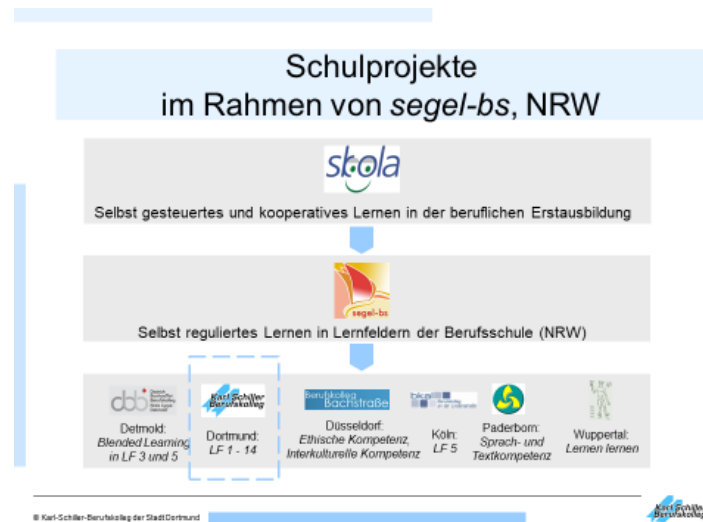 Schulprojekte
im Rahmen von segel-bs, NRW
skola
Selbst gesteuertes und kooperatives Lernen in der beruflichen Erstausbildung
segel-bs
Selbst reguliertes Lernen in Lernfeldern der Berufsschule (NRW)
dbb
Detmold:
Blended Learning
in LF 3 und 5
Karl Schiller
Berufskolleg
Dortmund:
LF 1 - 14
Berufskolleg
Bachstraße
Düsseldorf:
Ethische Kompetenz,
Interkulturelle Kompetenz
Köln:
LF 5
Paderborn:
Sprach- und
Textkompetenz
Wuppertal:
Lernen lernen
© Karl-Schiller-Berufskolleg der Stadt Dortmund
Karl Schiller
Berufskolleg